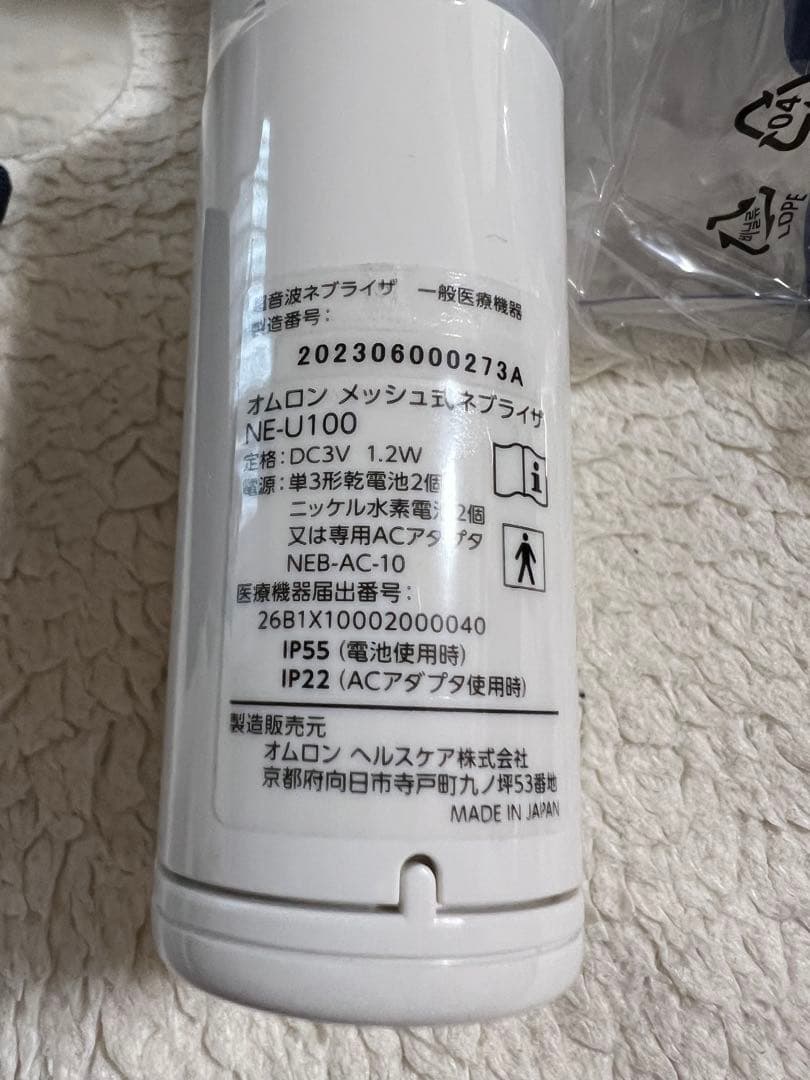 超音波ネブライザ 一般医療機器
製造番号:
202306000273A
オムロン メッシュ式ネブライザ
NE-U100
定格:DC3V 1.2W
電源:単3形乾電池2個
ニッケル水素電池2個
又は専用ACアダプタ
NEB-AC-10
医療機器届出番号:
26B1X10002000040
IP55 (電池使用時)
IP22 (ACアダプタ使用時)
製造販売元
オムロン ヘルスケア株式会社
京都府向日市寺戸町九ノ坪53番地
MADE IN JAPAN
04
LDPE